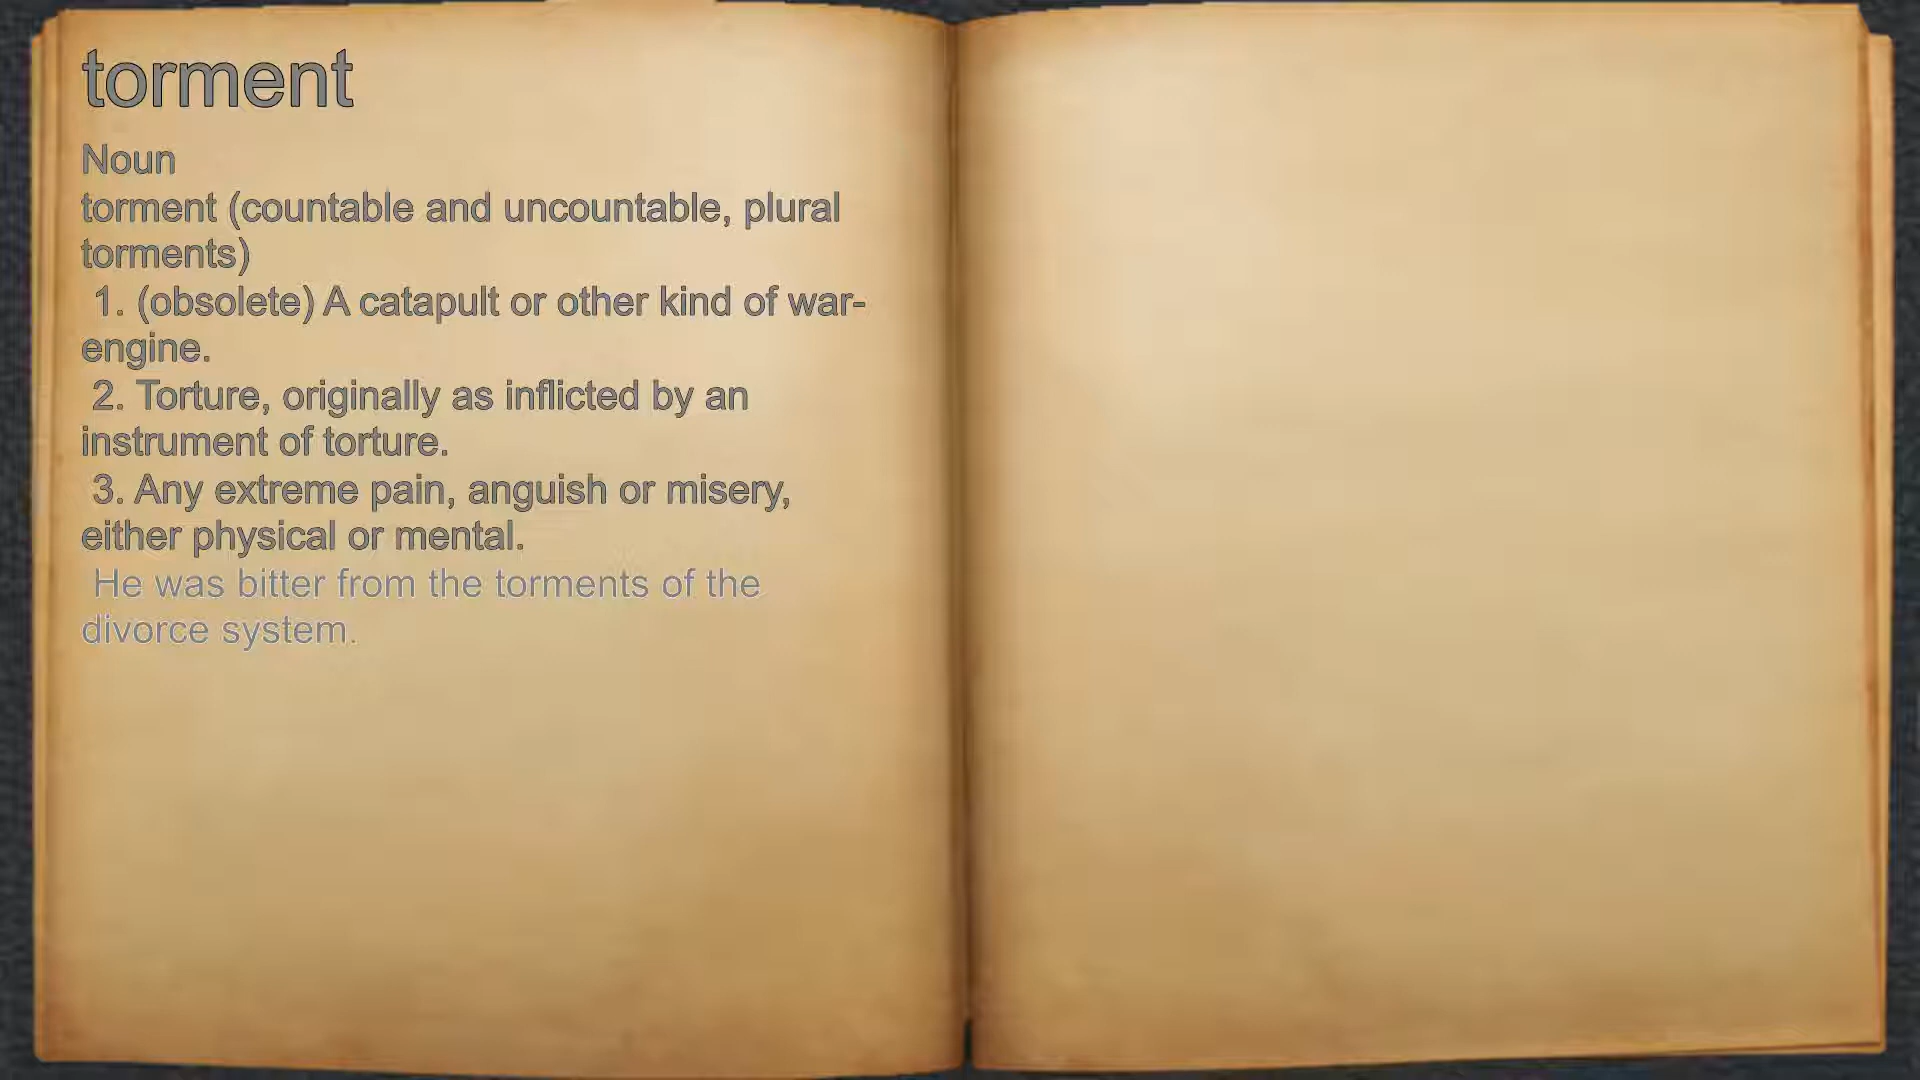 torment
Noun
torment (countable and uncountable, plural
torments)
1. (obsolete) A catapult or other kind of war-
engine.
2. Torture, originally as inflicted by an
instrument of torture.
3. Any extreme pain, anguish or misery,
either physical or mental.
He was bitter from the torments of the
divorce system.